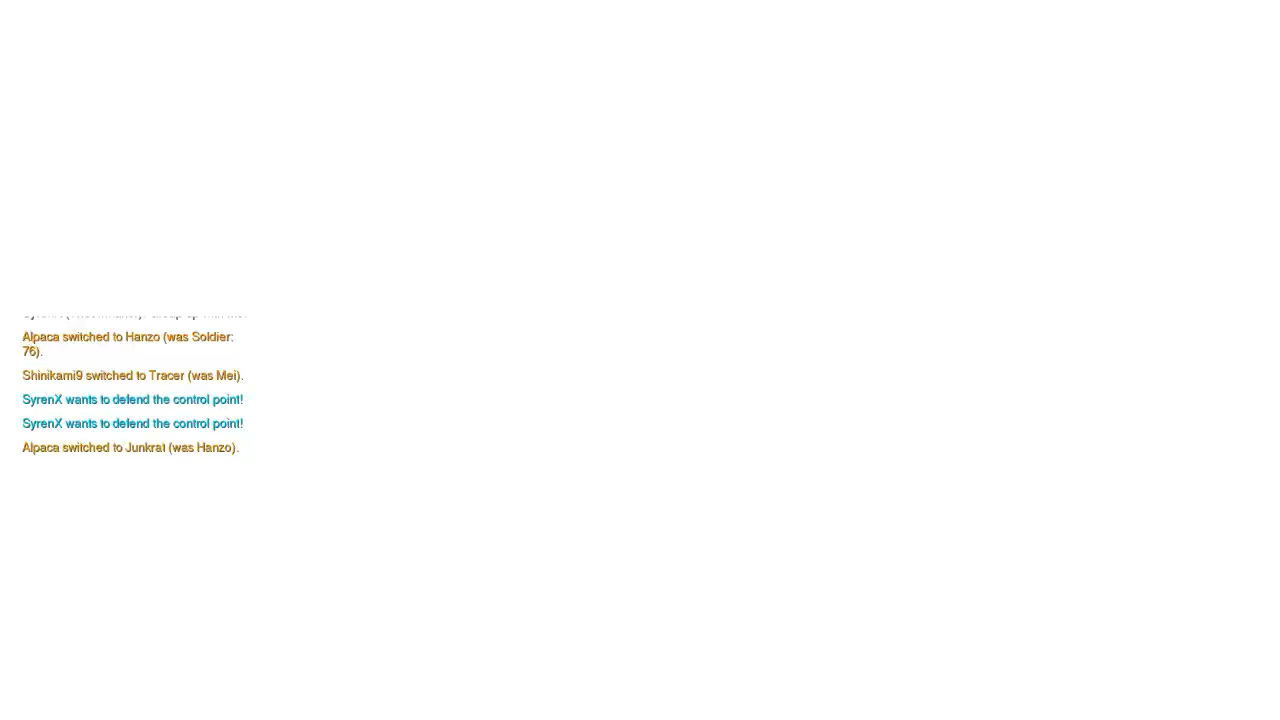 Alpaca switched to Hanzo (was Soldier:
76).
Shinikami9 switched to Tracer (was Mei).
SyrenX wants to defend the control point!
SyrenX wants to defend the control point!
Alpaca switched to Junkrat (was Hanzo).